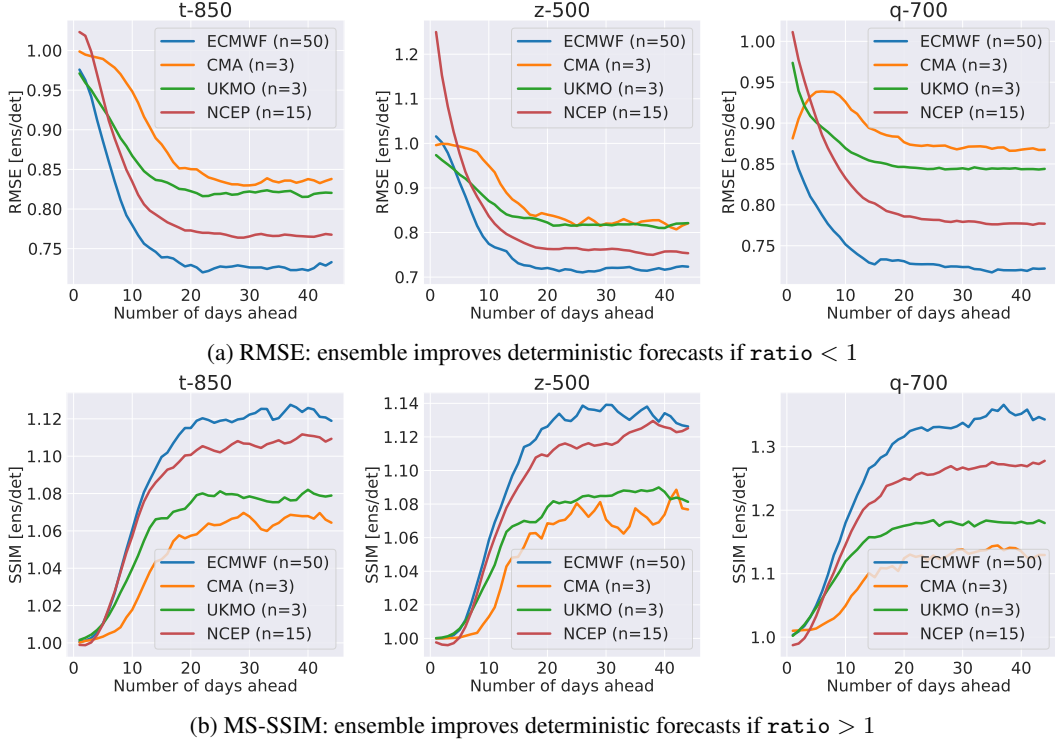 t-850
z-500
q-700
RMSE [ens/det]
1.00
0.95
0.90
0.85
0.80
0.75
ECMWF (n=50)
CMA (n=3)
UKMO (n=3)
NCEP (n=15)
0 10 20 30 40
Number of days ahead
RMSE [ens/det]
1.2
1.1
1.0
0.9
0.8
0.7
ECMWF (n=50)
CMA (n=3)
UKMO (n=3)
NCEP (n=15)
0 10 20 30 40
Number of days ahead
RMSE [ens/det]
1.00
0.95
0.90
0.85
0.80
0.75
ECMWF (n=50)
CMA (n=3)
UKMO (n=3)
NCEP (n=15)
0 10 20 30 40
Number of days ahead
(a) RMSE: ensemble improves deterministic forecasts if ratio < 1
t-850
z-500
q-700
SSIM [ens/det]
1.12
1.10
1.08
1.06
1.04
1.02
1.00
ECMWF (n=50)
CMA (n=3)
UKMO (n=3)
NCEP (n=15)
0 10 20 30 40
Number of days ahead
SSIM [ens/det]
1.14
1.12
1.10
1.08
1.06
1.04
1.02
1.00
ECMWF (n=50)
CMA (n=3)
UKMO (n=3)
NCEP (n=15)
0 10 20 30 40
Number of days ahead
SSIM [ens/det]
1.3
1.2
1.1
1.0
ECMWF (n=50)
CMA (n=3)
UKMO (n=3)
NCEP (n=15)
0 10 20 30 40
Number of days ahead
(b) MS-SSIM: ensemble improves deterministic forecasts if ratio > 1